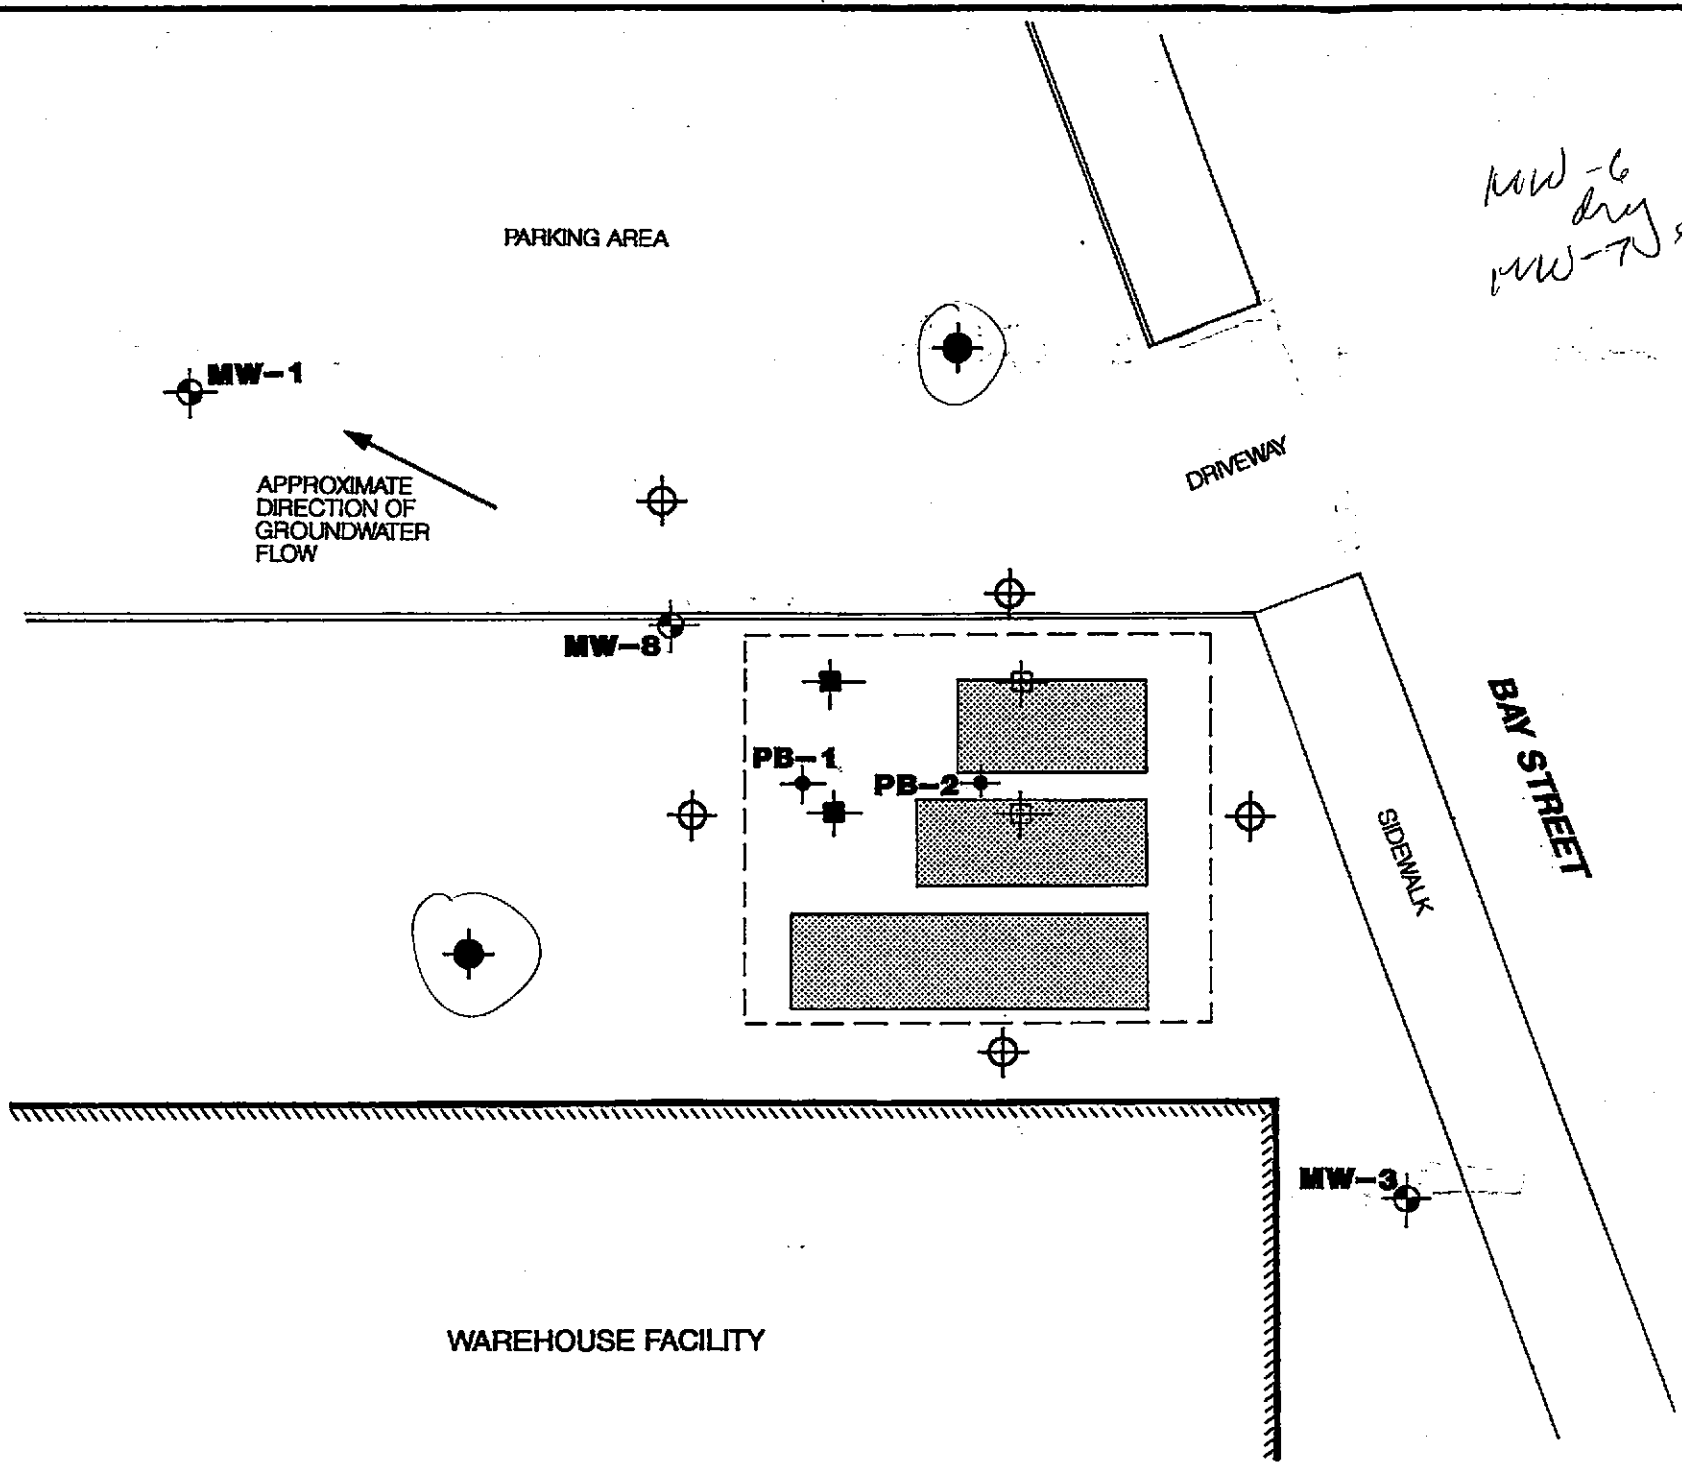 MW-6
dry
MW-7
PARKING AREA
MW-1
APPROXIMATE
DIRECTION OF
GROUNDWATER
FLOW
DRIVEWAY
MW-8
BAY STREET
PB-1
PB-2
SIDEWALK
MW-3
WAREHOUSE FACILITY